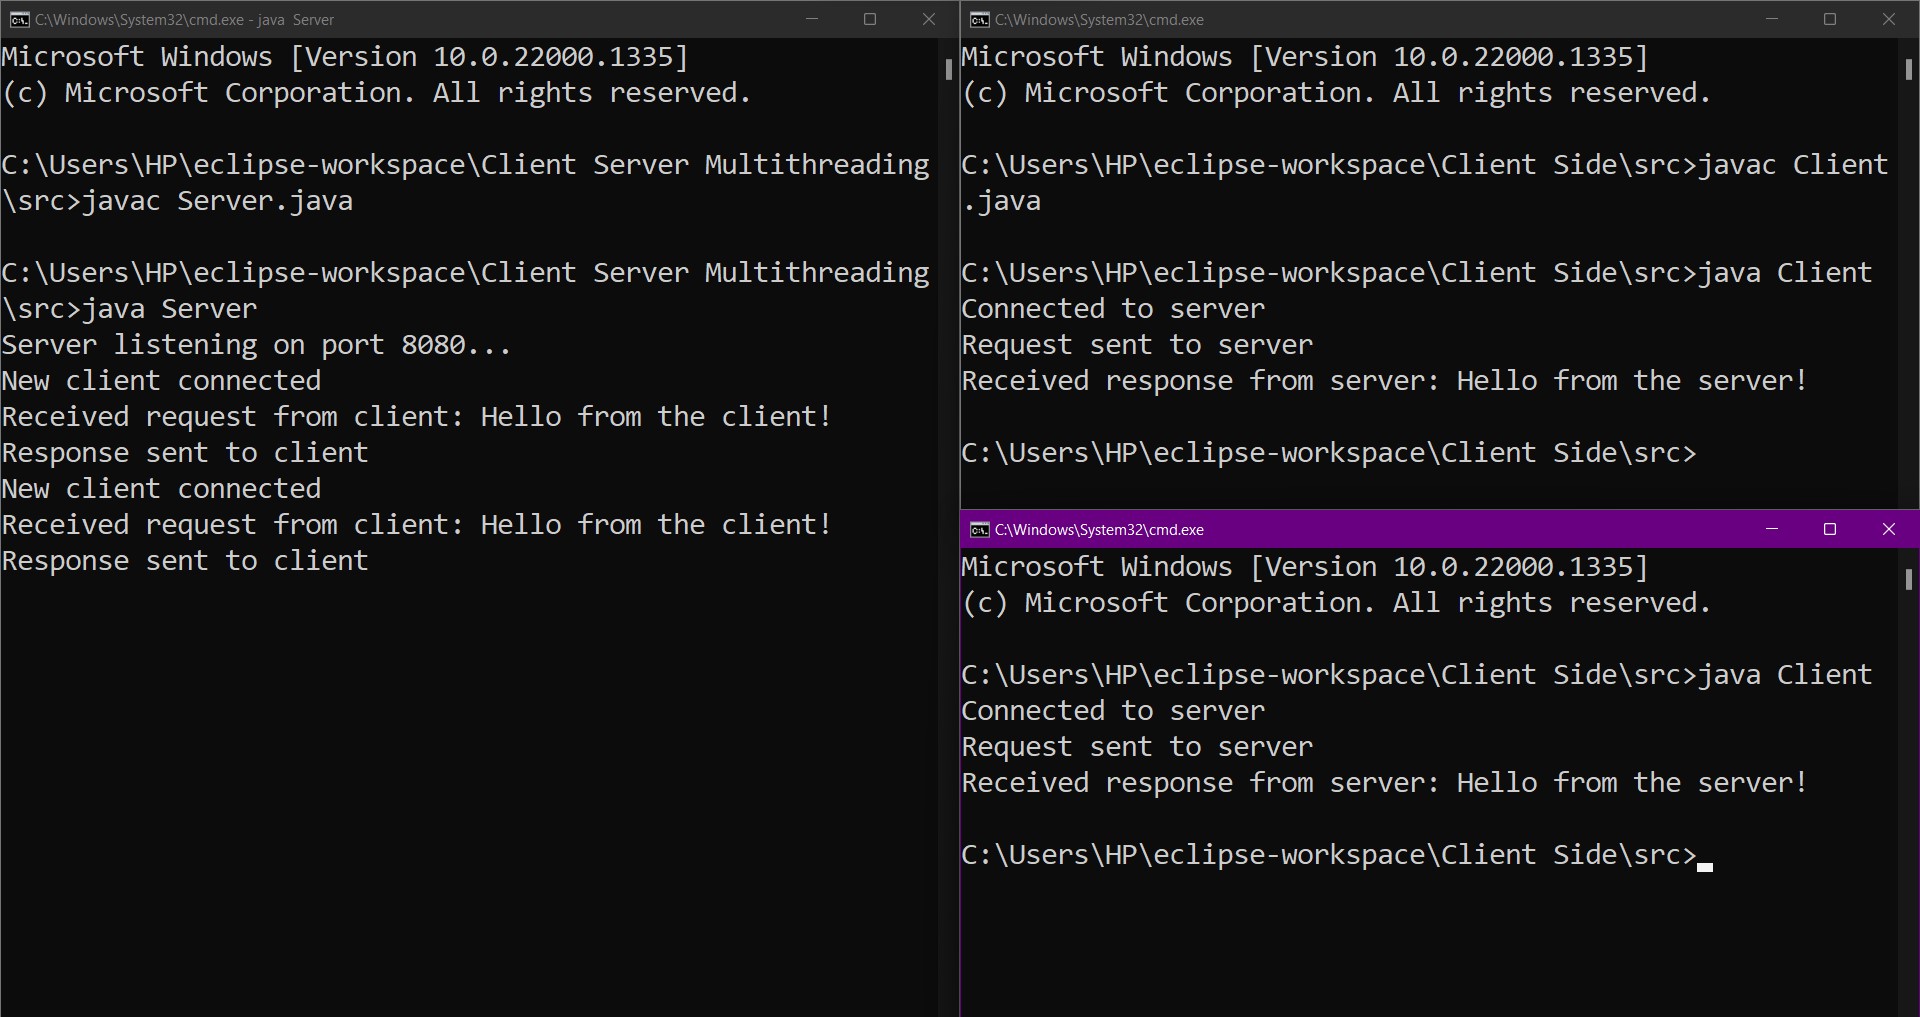 C:\Windows\System32\cmd.exe - java  Server
Microsoft Windows [Version 10.0.22000.1335]
(c) Microsoft Corporation. All rights reserved.
C:\Users\HP\eclipse-workspace\Client Server Multithreading
\src>javac Server.java
C:\Users\HP\eclipse-workspace\Client Server Multithreading
\src>java Server
Server listening on port 8080...
New client connected
Received request from client: Hello from the client!
Response sent to client
New client connected
Received request from client: Hello from the client!
Response sent to client
C:\Windows\System32\cmd.exe
Microsoft Windows [Version 10.0.22000.1335]
(c) Microsoft Corporation. All rights reserved.
C:\Users\HP\eclipse-workspace\Client Side\src>javac Client
.java
C:\Users\HP\eclipse-workspace\Client Side\src>java Client
Connected to server
Request sent to server
Received response from server: Hello from the server!
C:\Users\HP\eclipse-workspace\Client Side\src>
C:\Windows\System32\cmd.exe
Microsoft Windows [Version 10.0.22000.1335]
(c) Microsoft Corporation. All rights reserved.
C:\Users\HP\eclipse-workspace\Client Side\src>java Client
Connected to server
Request sent to server
Received response from server: Hello from the server!
C:\Users\HP\eclipse-workspace\Client Side\src>